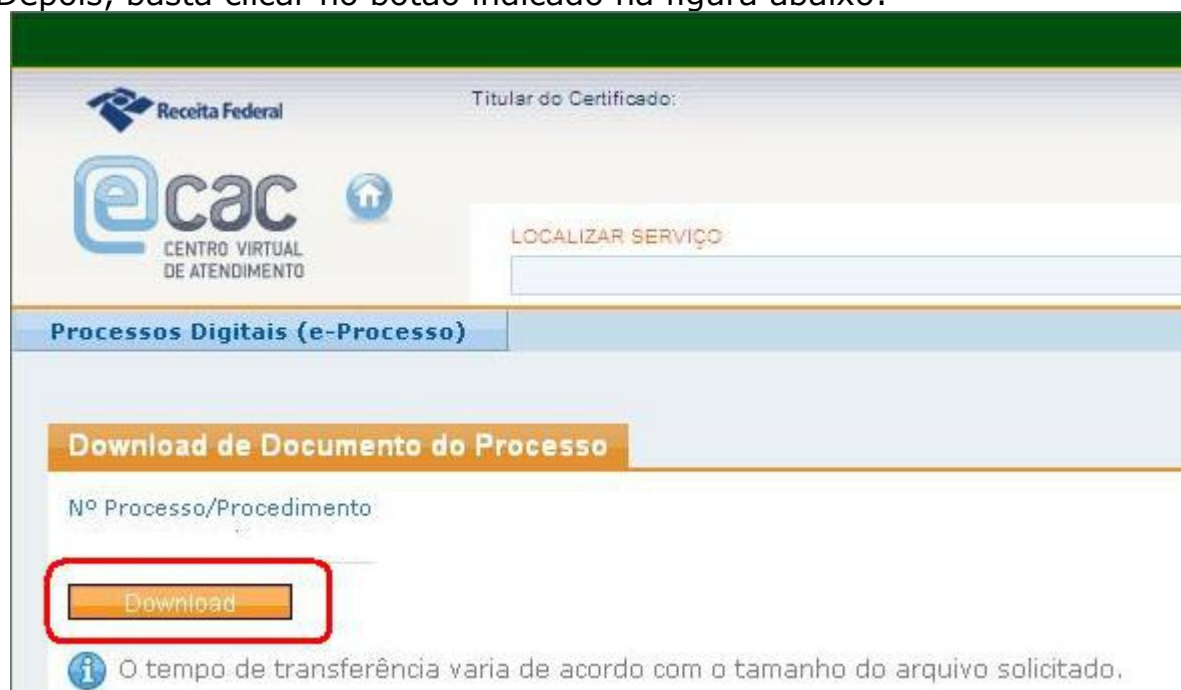 Depois, basta clicar no botão indicado na figura abaixo:
Receita Federal
Titular do Certificado:
ecac
CENTRO VIRTUAL
DE ATENDIMENTO
LOCALIZAR SERVIÇO
Processos Digitais (e-Processo)
Download de Documento do Processo
Nº Processo/Procedimento
Download
O tempo de transferência varia de acordo com o tamanho do arquivo solicitado.